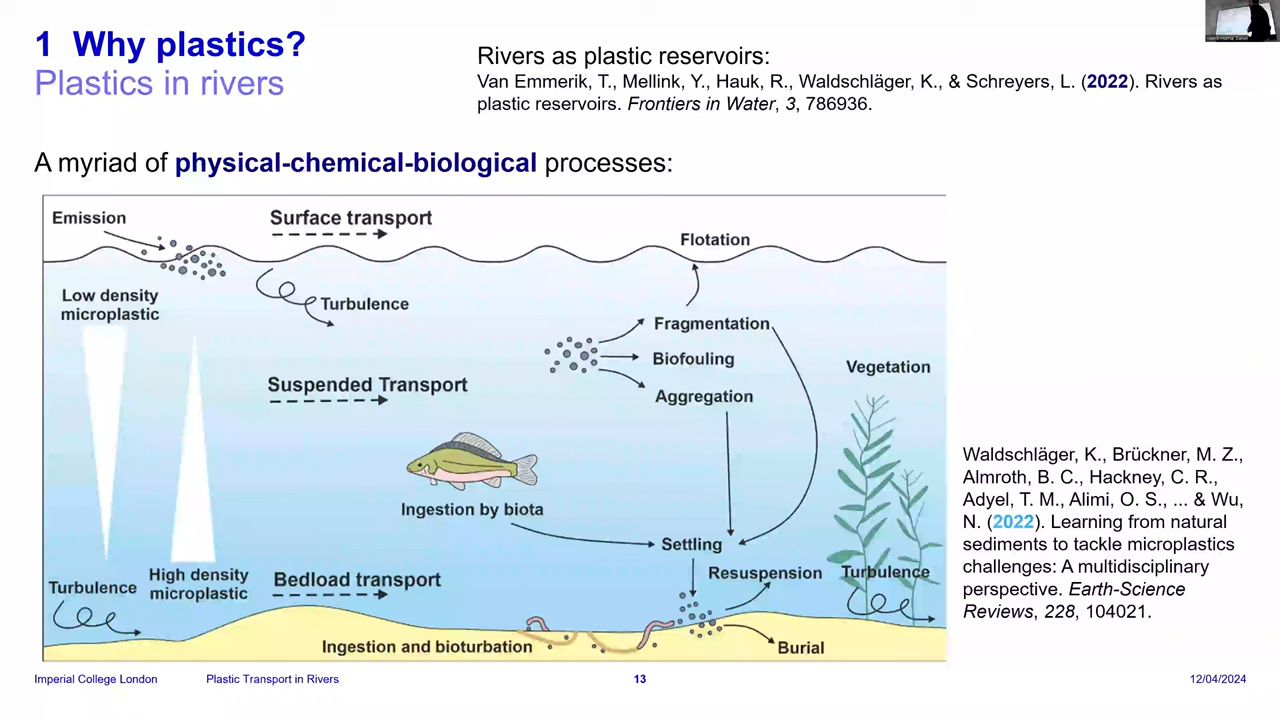 1 Why plastics?
Plastics in rivers
Rivers as plastic reservoirs:
Van Emmerik, T., Mellink, Y., Hauk, R., Waldschläger, K., & Schreyers, L. (2022). Rivers as
plastic reservoirs. Frontiers in Water, 3, 786936.
A myriad of physical-chemical-biological processes:
Emission
Surface transport
Flotation
Low density
microplastic
Turbulence
Fragmentation
Biofouling
Aggregation
Vegetation
Suspended Transport
Ingestion by biota
Settling
Resuspension
Turbulence
Turbulence
High density
microplastic
Bedload transport
Ingestion and bioturbation
Burial
Waldschläger, K., Brückner, M. Z.,
Almroth, B. C., Hackney, C. R.,
Adyel, T. M., Alimi, O. S., ... & Wu,
N. (2022). Learning from natural
sediments to tackle microplastics
challenges: A multidisciplinary
perspective. Earth-Science
Reviews, 228, 104021.
Imperial College London
Plastic Transport in Rivers
13
12/04/2024